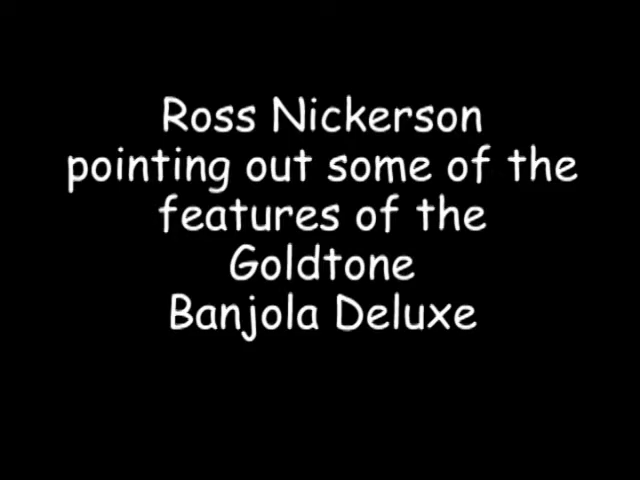 Ross Nickerson
pointing out some of the
features of the
Goldtone
Banjola Deluxe